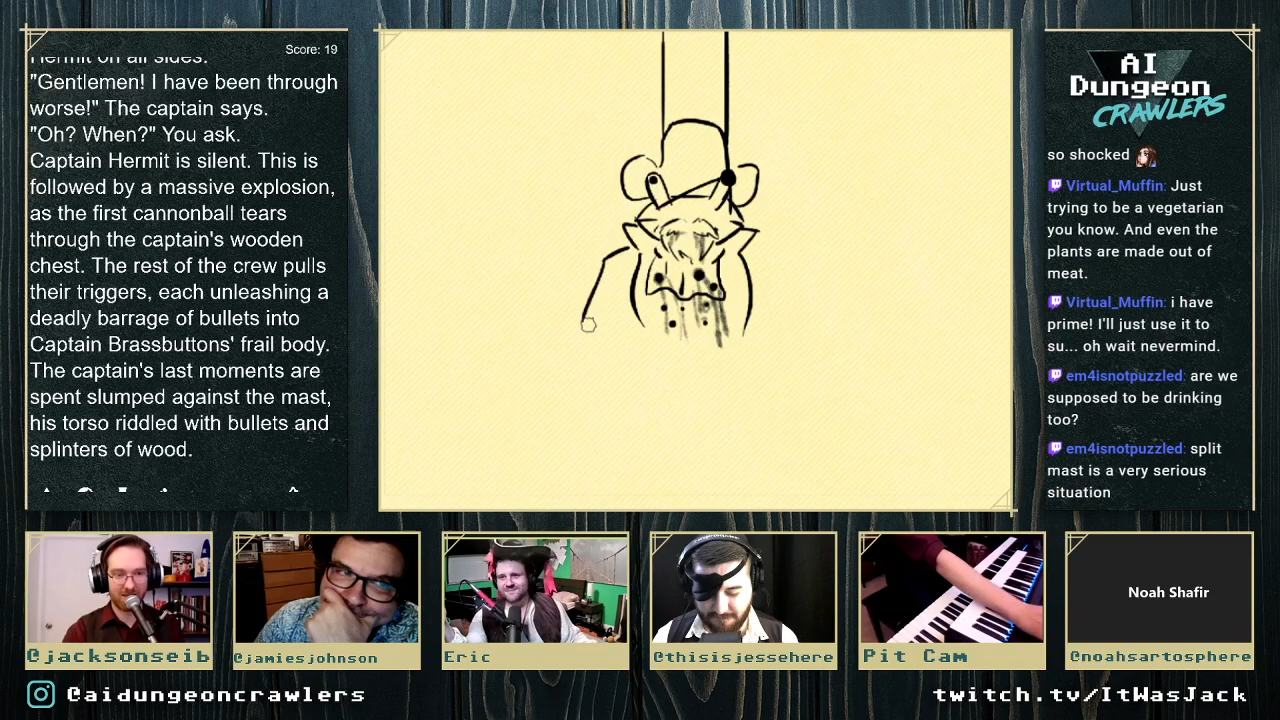 Score: 19
Hermit on all sides.
"Gentlemen! I have been through
worse!" The captain says.
"Oh? When?" You ask.
Captain Hermit is silent. This is
followed by a massive explosion,
as the first cannonball tears
through the captain's wooden
chest. The rest of the crew pulls
their triggers, each unleashing a
deadly barrage of bullets into
Captain Brassbuttons' frail body.
The captain's last moments are
spent slumped against the mast,
his torso riddled with bullets and
splinters of wood.
AI
Dungeon
CRAWLERS
so shocked
Virtual_Muffin: Just
trying to be a vegetarian
you know. And even the
plants are made out of
meat.
Virtual_Muffin: i have
prime! I'll just use it to
su... oh wait nevermind.
em4isnotpuzzled: are we
supposed to be drinking
too?
em4isnotpuzzled: split
mast is a very serious
situation
Noah Shafir
@jacksonseib
@jamiesjohnson
Eric
@thisisjessehere
Pit Cam
@noahsartosphere
@aidungeoncrawlers
twitch.tv/ItWasJack